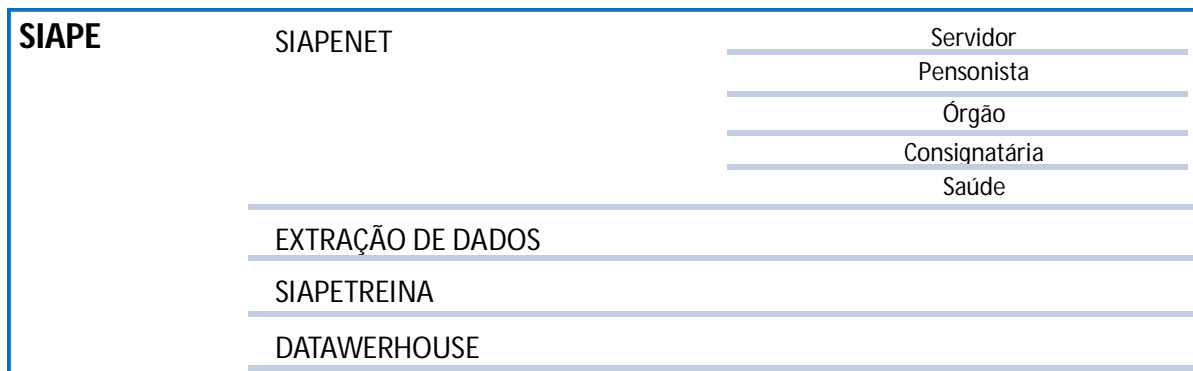 SIAPE
SIAPENET
Servidor
Pensonista
Órgão
Consignatária
Saúde
EXTRAÇÃO DE DADOS
SIAPETREINA
DATAWERHOUSE